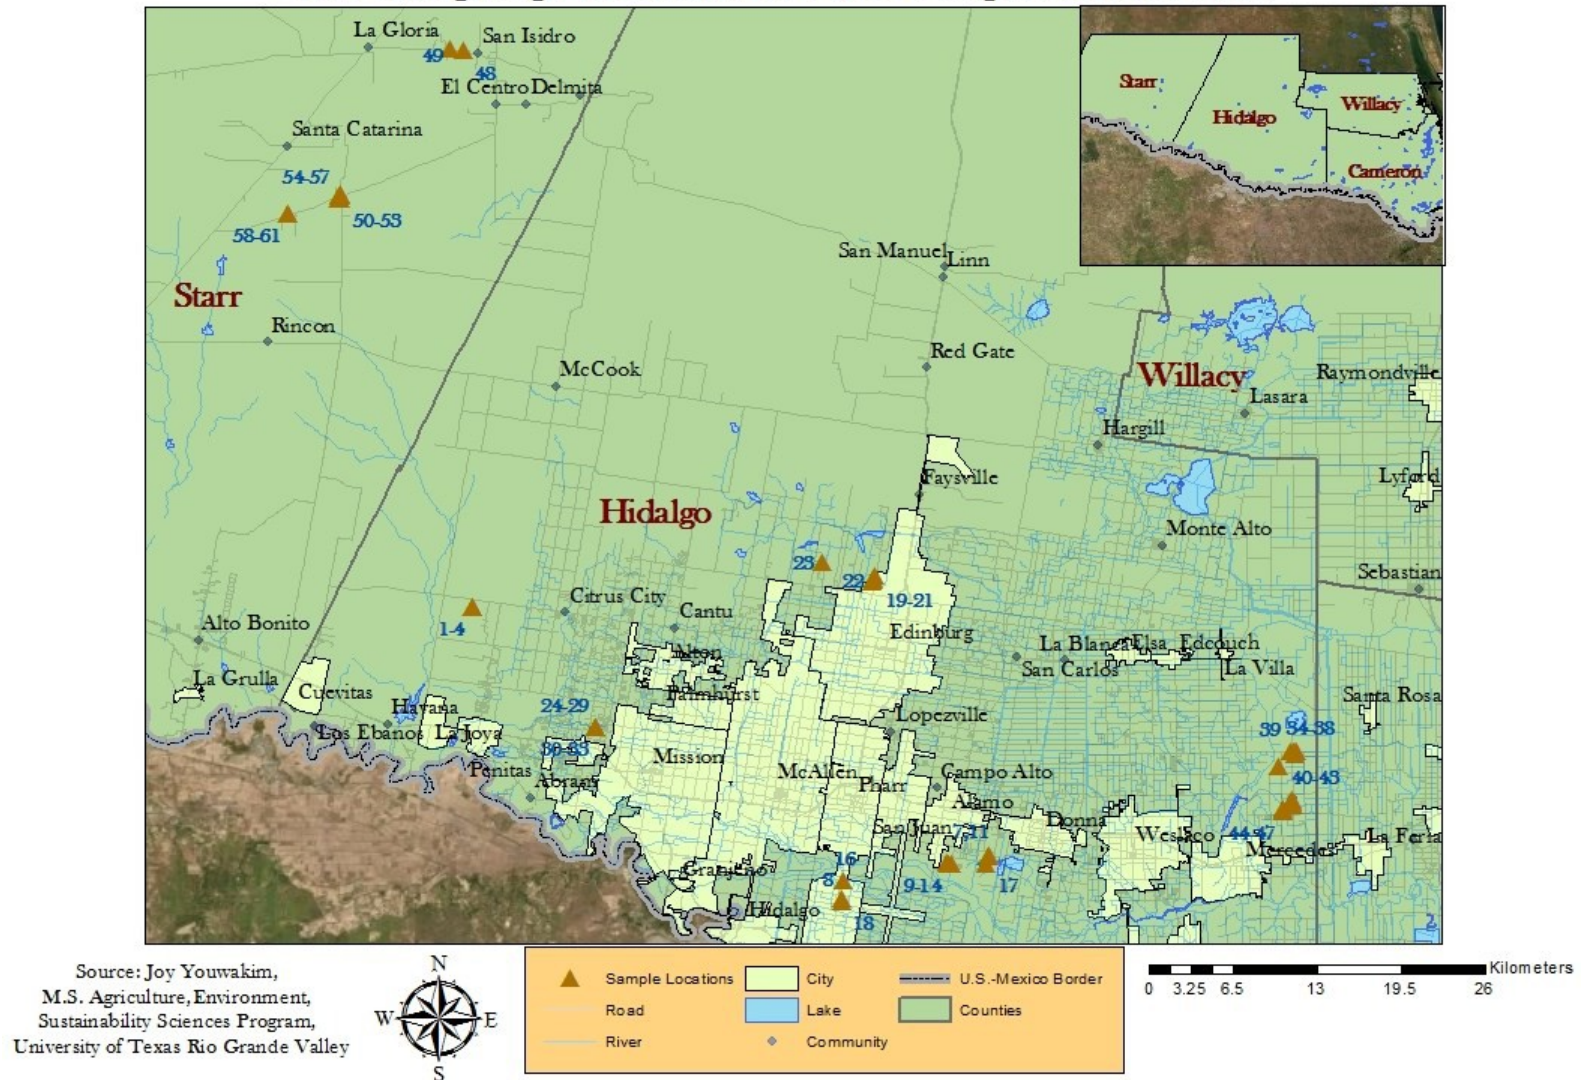 La Gloria
San Isidro
49
48
El Centro Delmita
Santa Catarina
54-57
50-53
58-61
Starr
Rincon
San Manuel
Linn
Red Gate
McCook
Willacy
Raymondville
Lasara
Hargill
Faysville
Lyford
Hidalgo
Monte Alto
23
22
19-21
Sebastian
Citrus City
Cantu
1-4
Alto Bonito
Edinburg
La Blanca Elsa Edcouch
San Carlos
La Villa
Alton
La Grulla
Cuevitas
Palmhurst
Santa Rosa
Havana
24-29
Lopezville
39 34-38
Los Ebanos La Joya
30-33
Mission
McAllen
Pharr
Campo Alto
40-43
Penitas
Abram
Alamo
San Juan
7-11
Donna
Weslaco
44-47
La Feria
Mercedes
16
8
Granjeno
9-14
17
Hidalgo
18
2
Starr
Willacy
Hidalgo
Cameron
Source: Joy Youwakim,
M.S. Agriculture, Environment,
Sustainability Sciences Program,
University of Texas Rio Grande Valley
N
W E
S
Sample Locations
Road
River
City
Lake
Community
U.S.-Mexico Border
Counties
Kilometers
0 3.25 6.5 13 19.5 26